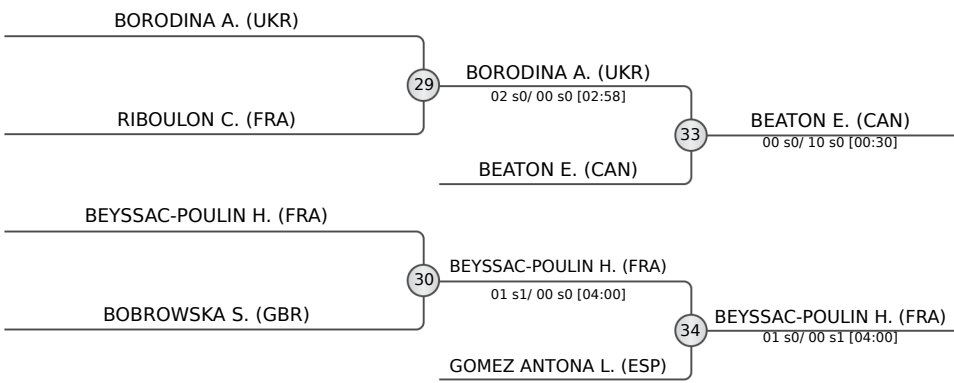 BORODINA A. (UKR)
29
BORODINA A. (UKR)
02 s0/ 00 s0 [02:58]
RIBOULON C. (FRA)
33
BEATON E. (CAN)
00 s0/ 10 s0 [00:30]
BEATON E. (CAN)
BEYSSAC-POULIN H. (FRA)
30
BEYSSAC-POULIN H. (FRA)
01 s1/ 00 s0 [04:00]
BOBROWSKA S. (GBR)
34
BEYSSAC-POULIN H. (FRA)
01 s0/ 00 s1 [04:00]
GOMEZ ANTONA L. (ESP)